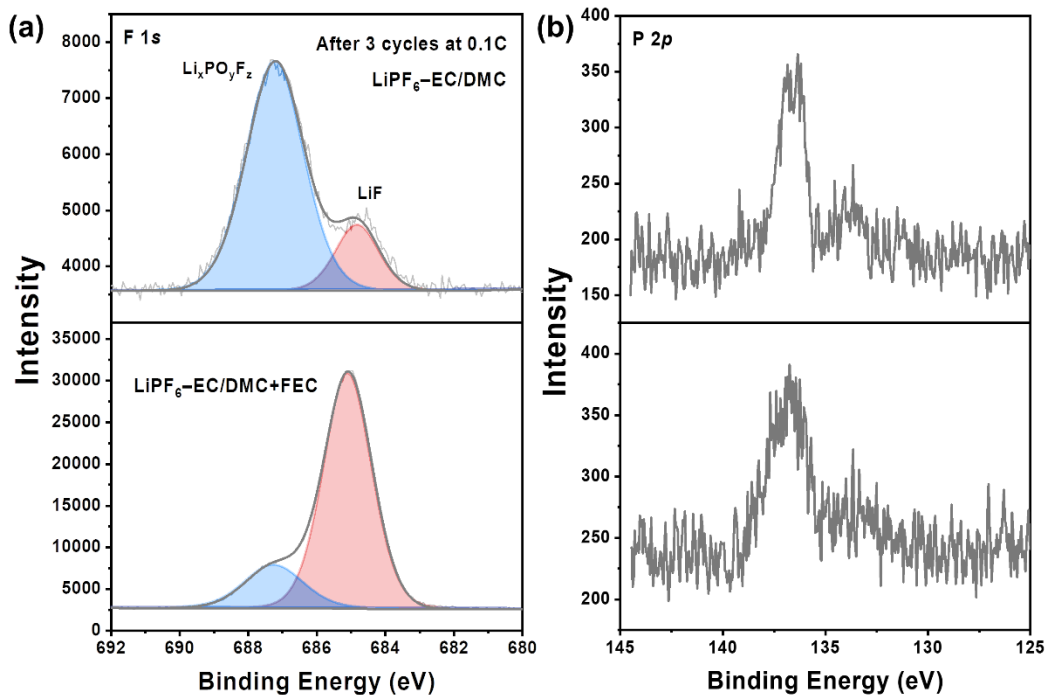 (a)
F 1s
After 3 cycles at 0.1C
LiPF₆–EC/DMC
LiₓPOᵧF_z
LiF
8000
7000
6000
5000
4000
LiPF₆–EC/DMC+FEC
35000
30000
25000
20000
15000
10000
5000
0
Intensity
692 690 688 686 684 682 680
Binding Energy (eV)
(b)
P 2p
400
350
300
250
200
150
400
350
300
250
200
Intensity
145 140 135 130 125
Binding Energy (eV)